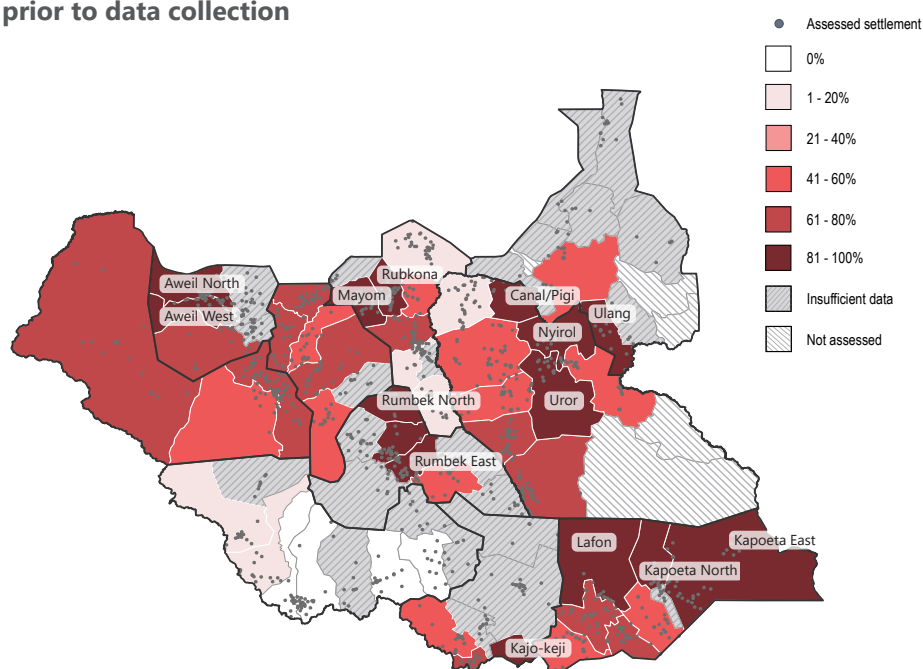 prior to data collection
Assessed settlement
0%
1 - 20%
21 - 40%
41 - 60%
61 - 80%
81 - 100%
Insufficient data
Not assessed
Rubkona
Aweil North
Mayom
Canal/Pigi
Aweil West
Ulang
Nyirol
Rumbek North
Uror
Rumbek East
Lafon
Kapoeta East
Kapoeta North
Kajo-keji